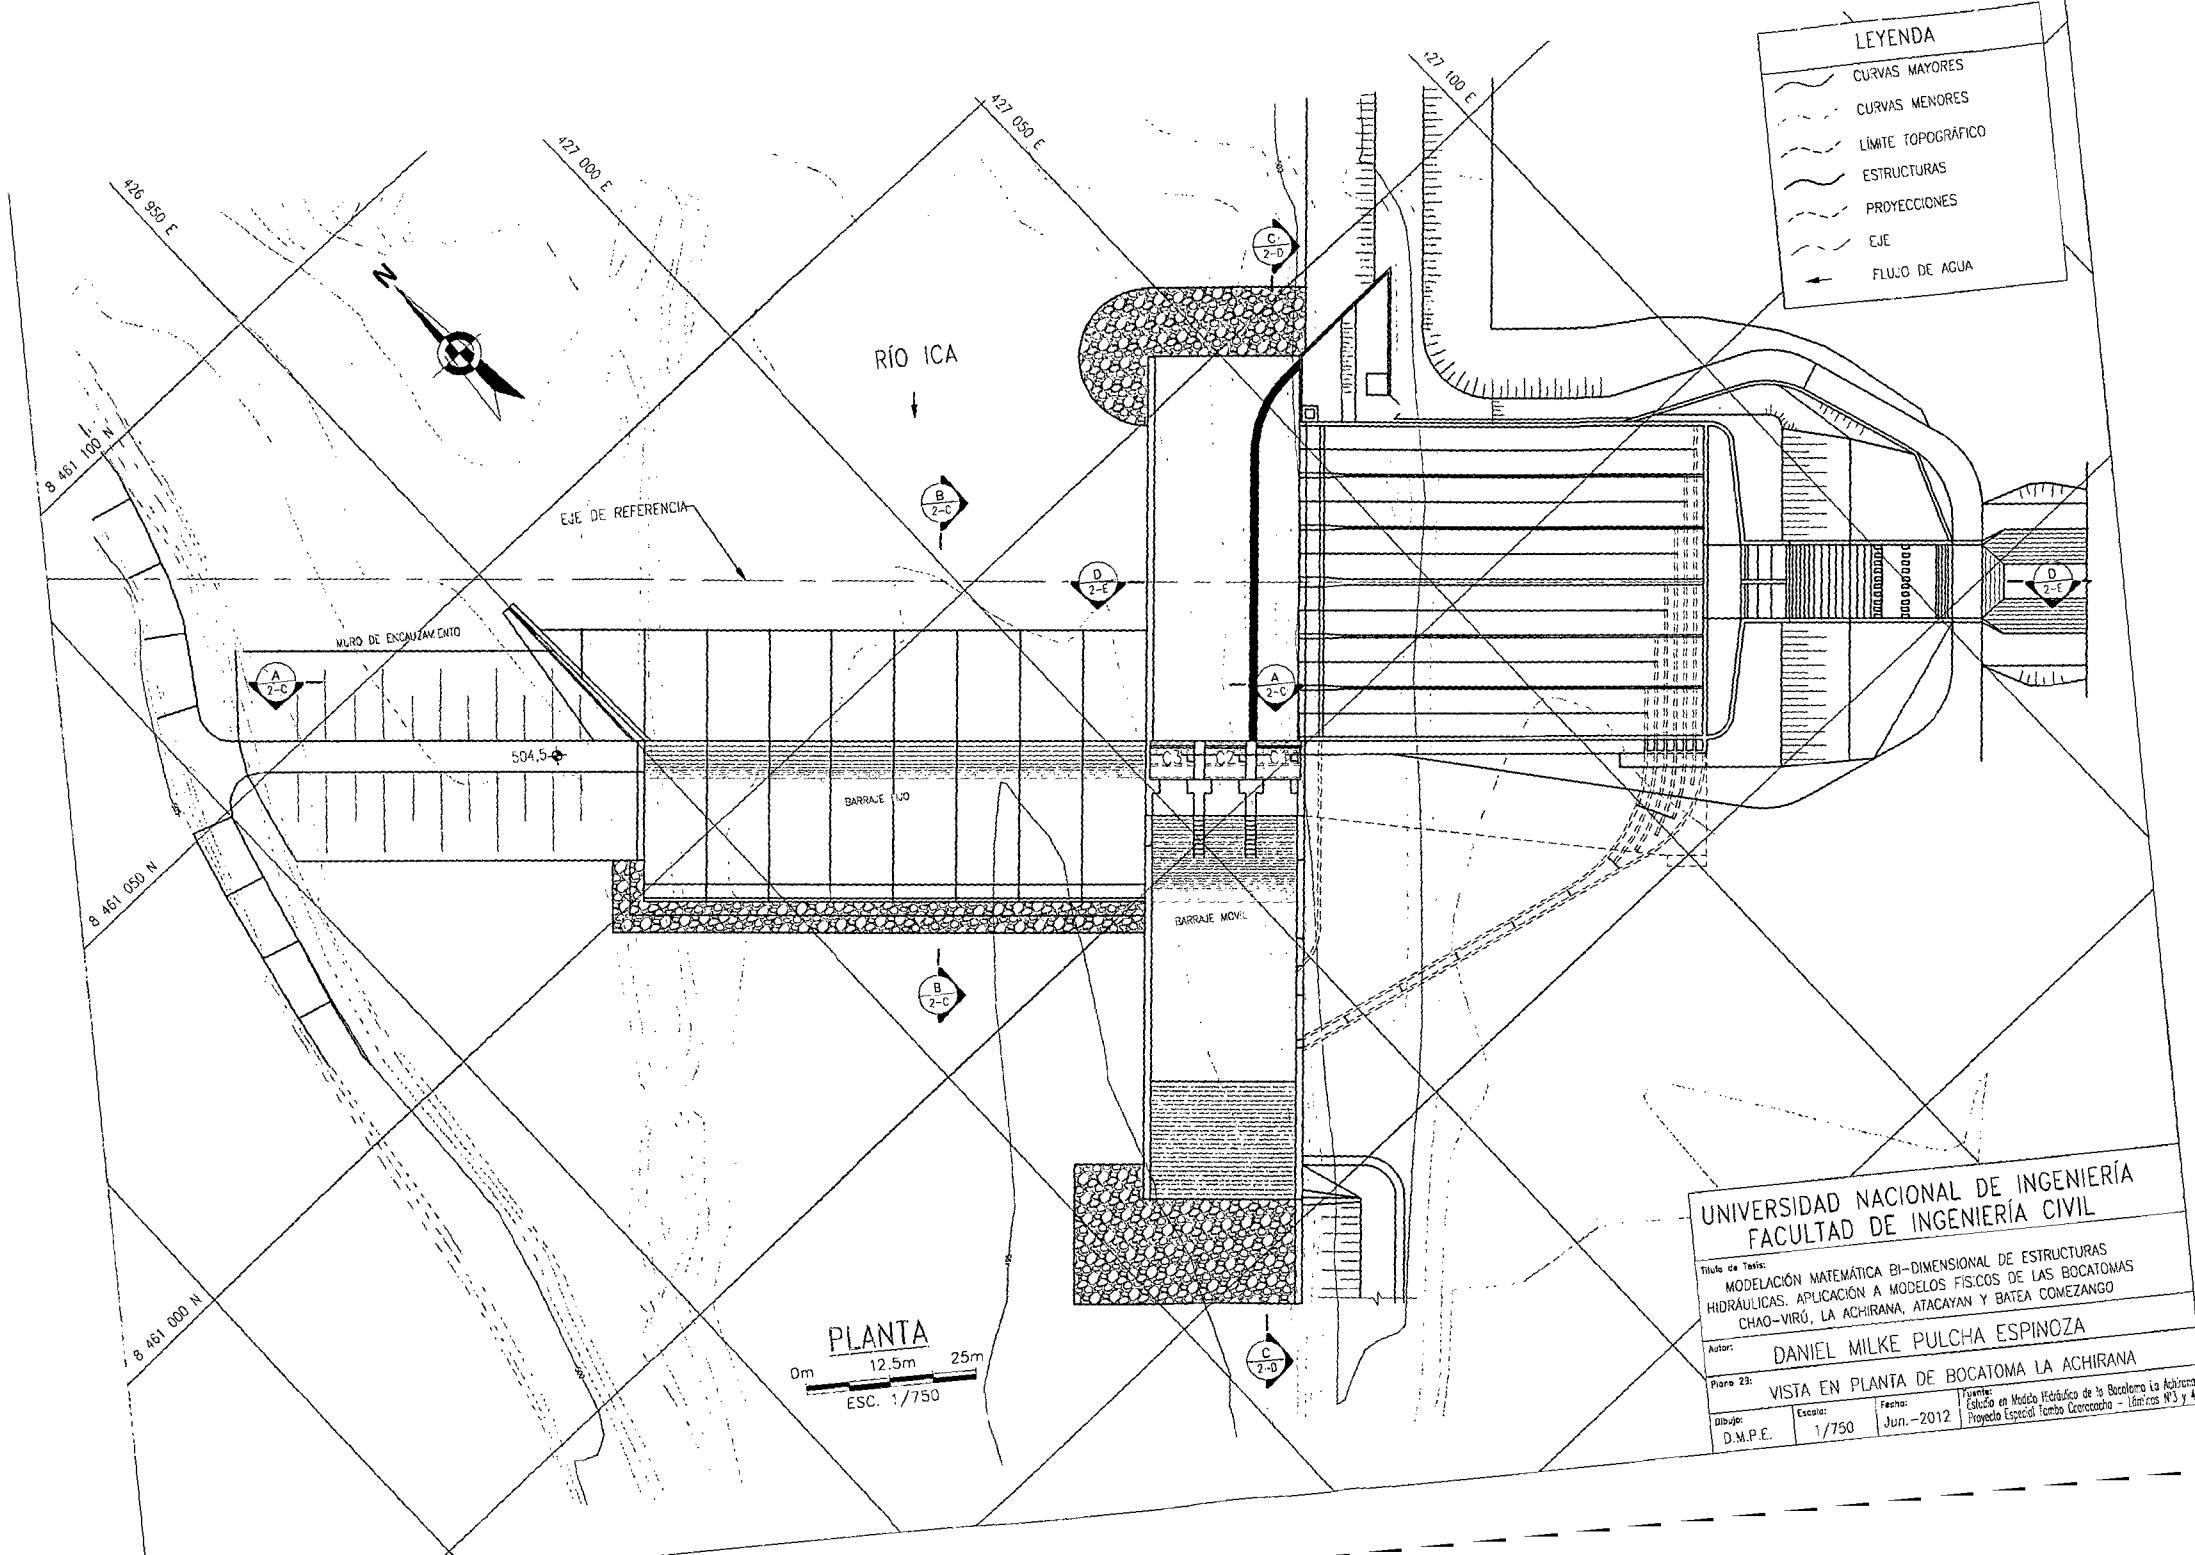 LEYENDA
CURVAS MAYORES
CURVAS MENORES
LÍMITE TOPOGRÁFICO
ESTRUCTURAS
PROYECCIONES
EJE
FLUJO DE AGUA
426 950 E
427 000 E
427 050 E
427 100 E
N
RÍO ICA
C
2-D
8 461 100 N
EJE DE REFERENCIA
B
2-C
D
2-E
D
2-E
MURO DE ENCAUZAMIENTO
A
2-C
A
2-C
504,5
C3
C2
C1
BARRAJE
8 461 050 N
BARRAJE MOVIL
B
2-C
8 461 000 N
PLANTA
0m 12.5m 25m
ESC. 1/750
C
2-D
UNIVERSIDAD NACIONAL DE INGENIERÍA
FACULTAD DE INGENIERÍA CIVIL
Título de Tesis:
MODELACIÓN MATEMÁTICA BI-DIMENSIONAL DE ESTRUCTURAS
HIDRÁULICAS. APLICACIÓN A MODELOS FÍSICOS DE LAS BOCATOMAS
CHAO-VIRÚ, LA ACHIRANA, ATACAYAN Y BATEA COMEZANGO
Autor: DANIEL MILKE PULCHA ESPINOZA
Plano 23: VISTA EN PLANTA DE BOCATOMA LA ACHIRANA
Dibujo: D.M.P.E.
Escala: 1/750
Fecha: Jun.-2012
Fuente:
Estudio en Modelo Hidráulico de la Bocatoma La Achirana
Proyecto Especial Tambo Ccaracocha - Láminas N°3 y 4